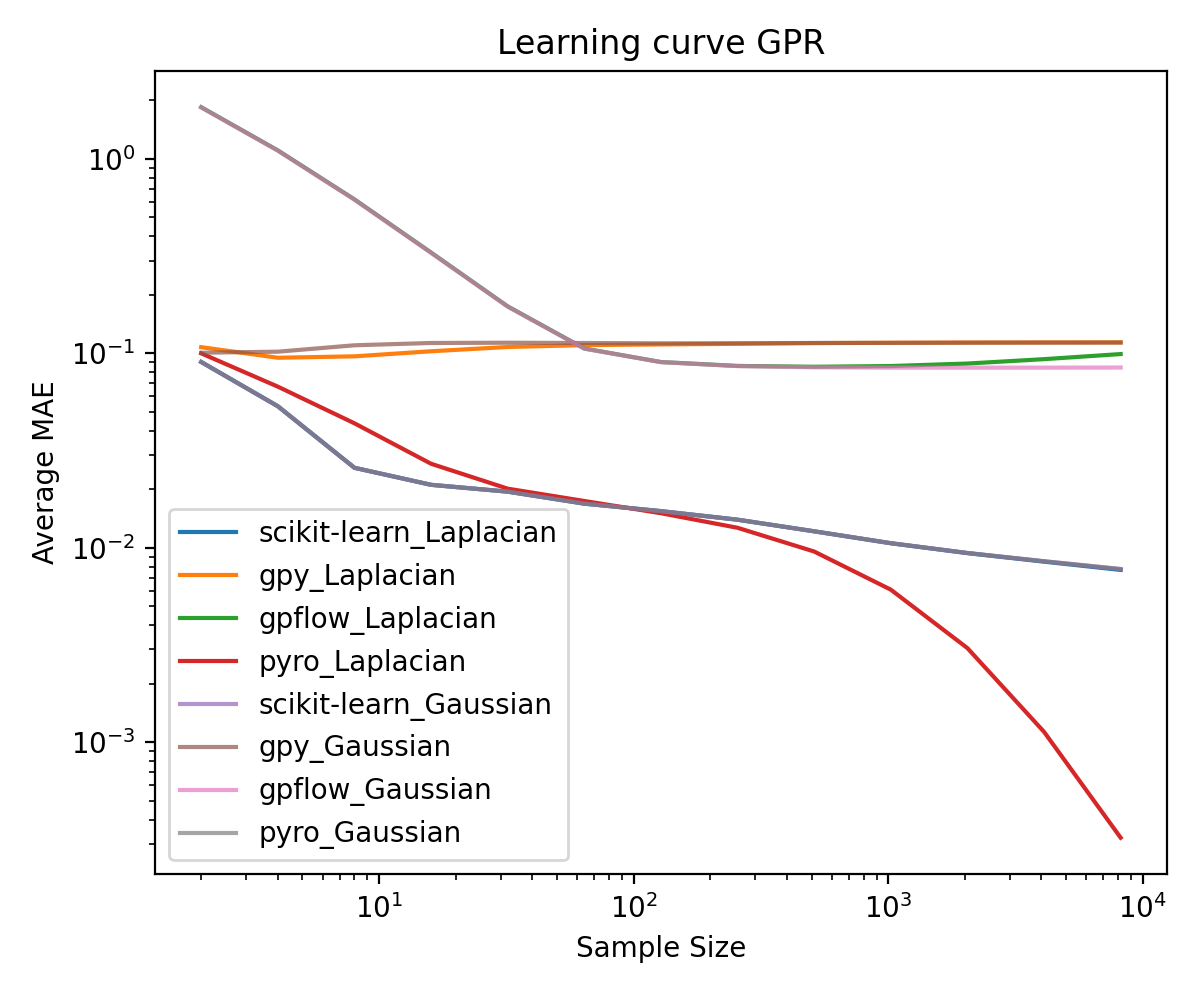 Learning curve GPR
Average MAE
10⁰
10⁻¹
10⁻²
10⁻³
scikit-learn_Laplacian
gpy_Laplacian
gpflow_Laplacian
pyro_Laplacian
scikit-learn_Gaussian
gpy_Gaussian
gpflow_Gaussian
pyro_Gaussian
10¹ 10² 10³ 10⁴
Sample Size